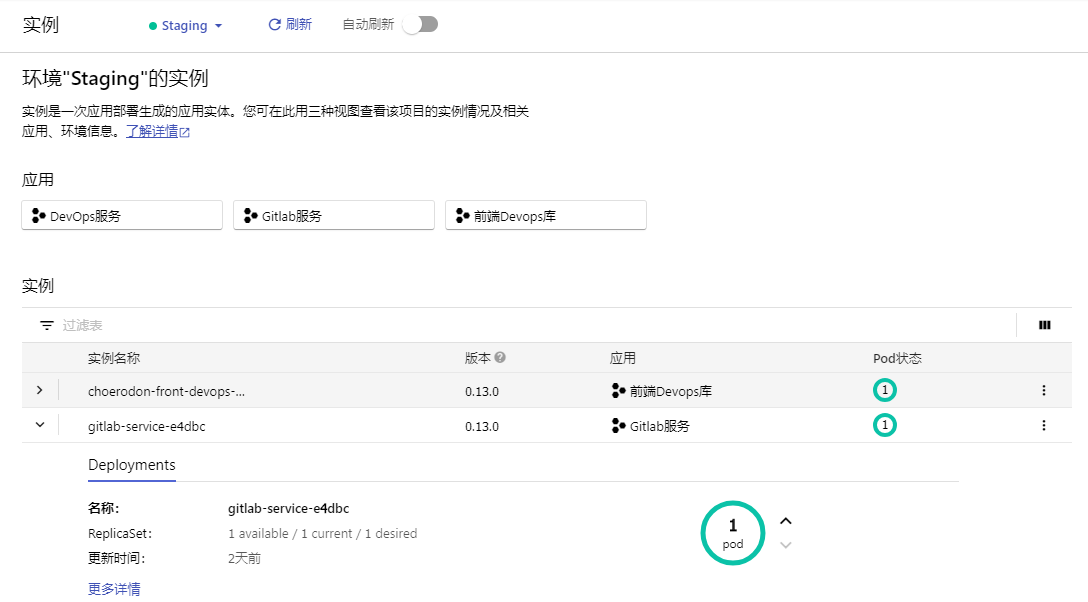 实例 Staging 刷新 自动刷新
环境"Staging"的实例
实例是一次应用部署生成的应用实体。您可在此用三种视图查看该项目的实例情况及相关
应用、环境信息。了解详情
应用
DevOps服务 Gitlab服务 前端Devops库
实例
过滤表
实例名称 版本 应用 Pod状态
choerodon-front-devops-... 0.13.0 前端Devops库 1
gitlab-service-e4dbc 0.13.0 Gitlab服务 1
Deployments
名称: gitlab-service-e4dbc
ReplicaSet: 1 available / 1 current / 1 desired
更新时间: 2天前
1
pod
更多详情